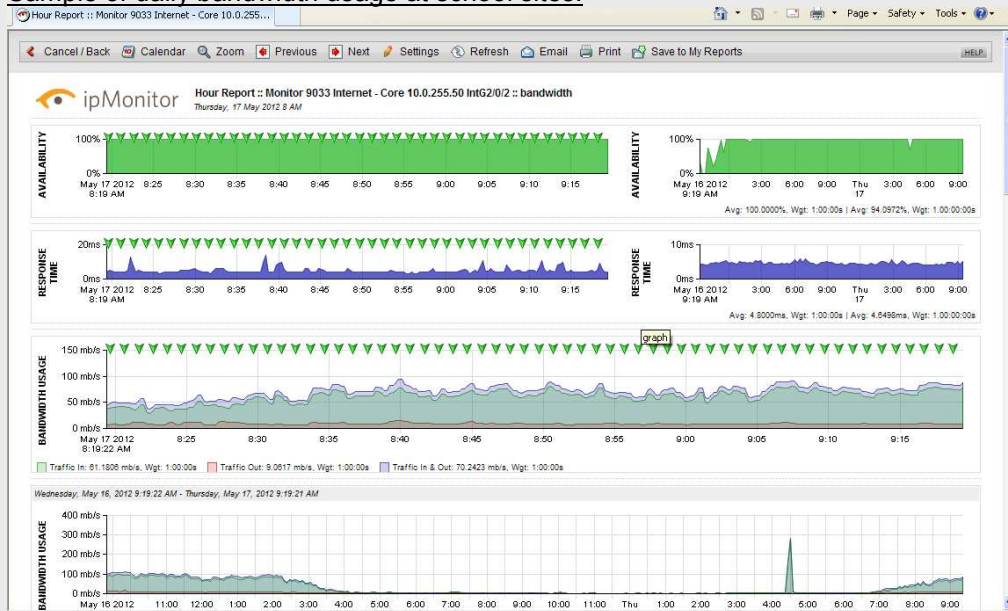 Sample of daily bandwidth usage at school sites:
Hour Report :: Monitor 9033 Internet - Core 10.0.255...
Page Safety Tools
Cancel / Back Calendar Zoom Previous Next Settings Refresh Email Print Save to My Reports HELP
ipMonitor
Hour Report :: Monitor 9033 Internet - Core 10.0.255.50 IntG2/0/2 :: bandwidth
Thursday, 17 May 2012 8 AM
AVAILABILITY
100%
0%
May 17 2012 8:25 8:30 8:35 8:40 8:45 8:50 8:55 9:00 9:05 9:10 9:15
8:19 AM
AVAILABILITY
100%
0%
May 16 2012 3:00 6:00 9:00 Thu 3:00 6:00 9:00
9:19 AM 17
Avg: 100.0000%, Wgt: 1:00:00s | Avg: 94.0972%, Wgt: 1.00:00:00s
RESPONSE TIME
20ms
0ms
May 17 2012 8:25 8:30 8:35 8:40 8:45 8:50 8:55 9:00 9:05 9:10 9:15
8:19 AM
RESPONSE TIME
10ms
0ms
May 16 2012 3:00 6:00 9:00 Thu 3:00 6:00 9:00
9:19 AM 17
Avg: 4.8000ms, Wgt: 1:00:00s | Avg: 4.6498ms, Wgt: 1.00:00:00s
graph
BANDWIDTH USAGE
150 mb/s
100 mb/s
50 mb/s
0 mb/s
May 17 2012 8:25 8:30 8:35 8:40 8:45 8:50 8:55 9:00 9:05 9:10 9:15
8:19:22 AM
Traffic In: 61.1806 mb/s, Wgt: 1:00:00s Traffic Out: 9.0617 mb/s, Wgt: 1:00:00s Traffic In & Out: 70.2423 mb/s, Wgt: 1:00:00s
Wednesday, May 16, 2012 9:19:22 AM - Thursday, May 17, 2012 9:19:21 AM
BANDWIDTH USAGE
400 mb/s
300 mb/s
200 mb/s
100 mb/s
0 mb/s
May 16 2012 11:00 12:00 1:00 2:00 3:00 4:00 5:00 6:00 7:00 8:00 9:00 10:00 11:00 Thu 1:00 2:00 3:00 4:00 5:00 6:00 7:00 8:00 9:00